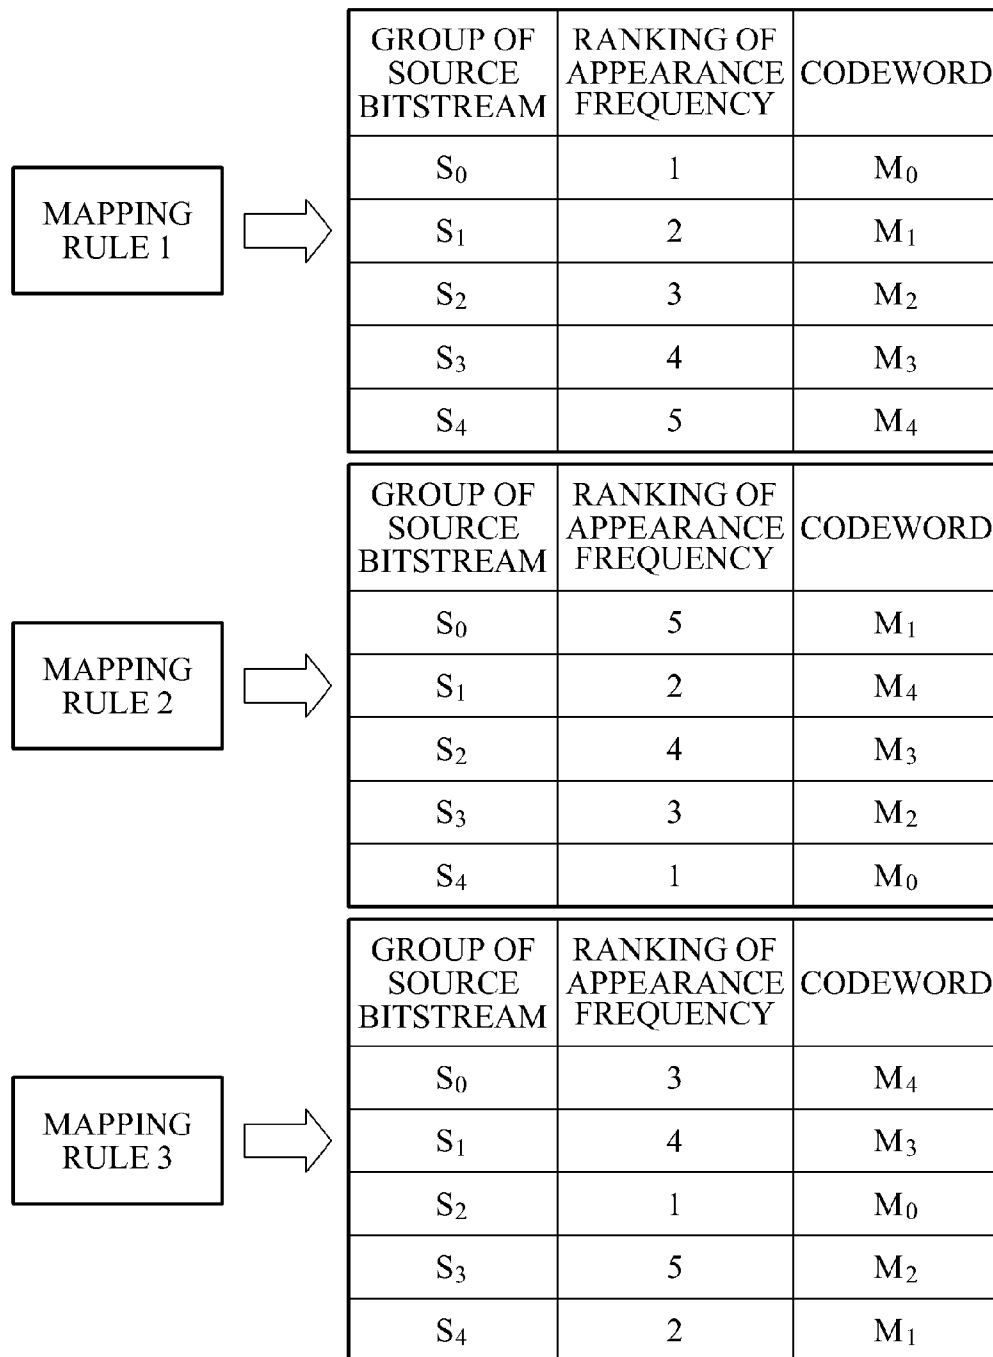 GROUP OF SOURCE BITSTREAM RANKING OF APPEARANCE FREQUENCY CODEWORD
MAPPING RULE 1
S₀ 1 M₀
S₁ 2 M₁
S₂ 3 M₂
S₃ 4 M₃
S₄ 5 M₄
GROUP OF SOURCE BITSTREAM RANKING OF APPEARANCE FREQUENCY CODEWORD
MAPPING RULE 2
S₀ 5 M₁
S₁ 2 M₄
S₂ 4 M₃
S₃ 3 M₂
S₄ 1 M₀
GROUP OF SOURCE BITSTREAM RANKING OF APPEARANCE FREQUENCY CODEWORD
MAPPING RULE 3
S₀ 3 M₄
S₁ 4 M₃
S₂ 1 M₀
S₃ 5 M₂
S₄ 2 M₁